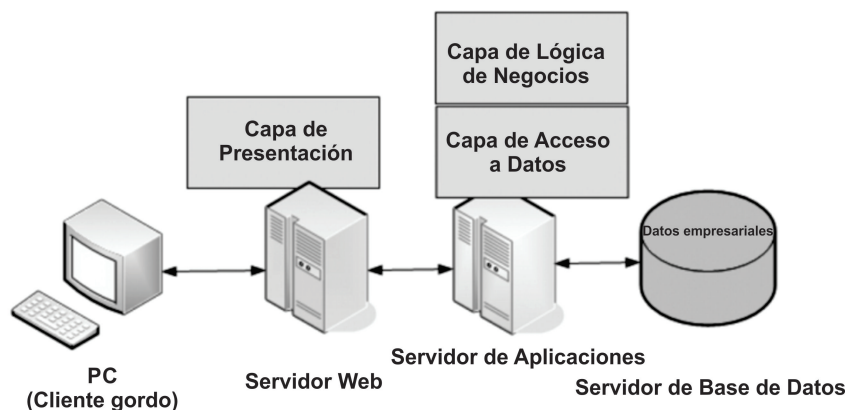 Capa de Lógica
de Negocios
Capa de
Presentación
Capa de Acceso
a Datos
Datos empresariales
PC
(Cliente gordo)
Servidor Web
Servidor de Aplicaciones
Servidor de Base de Datos